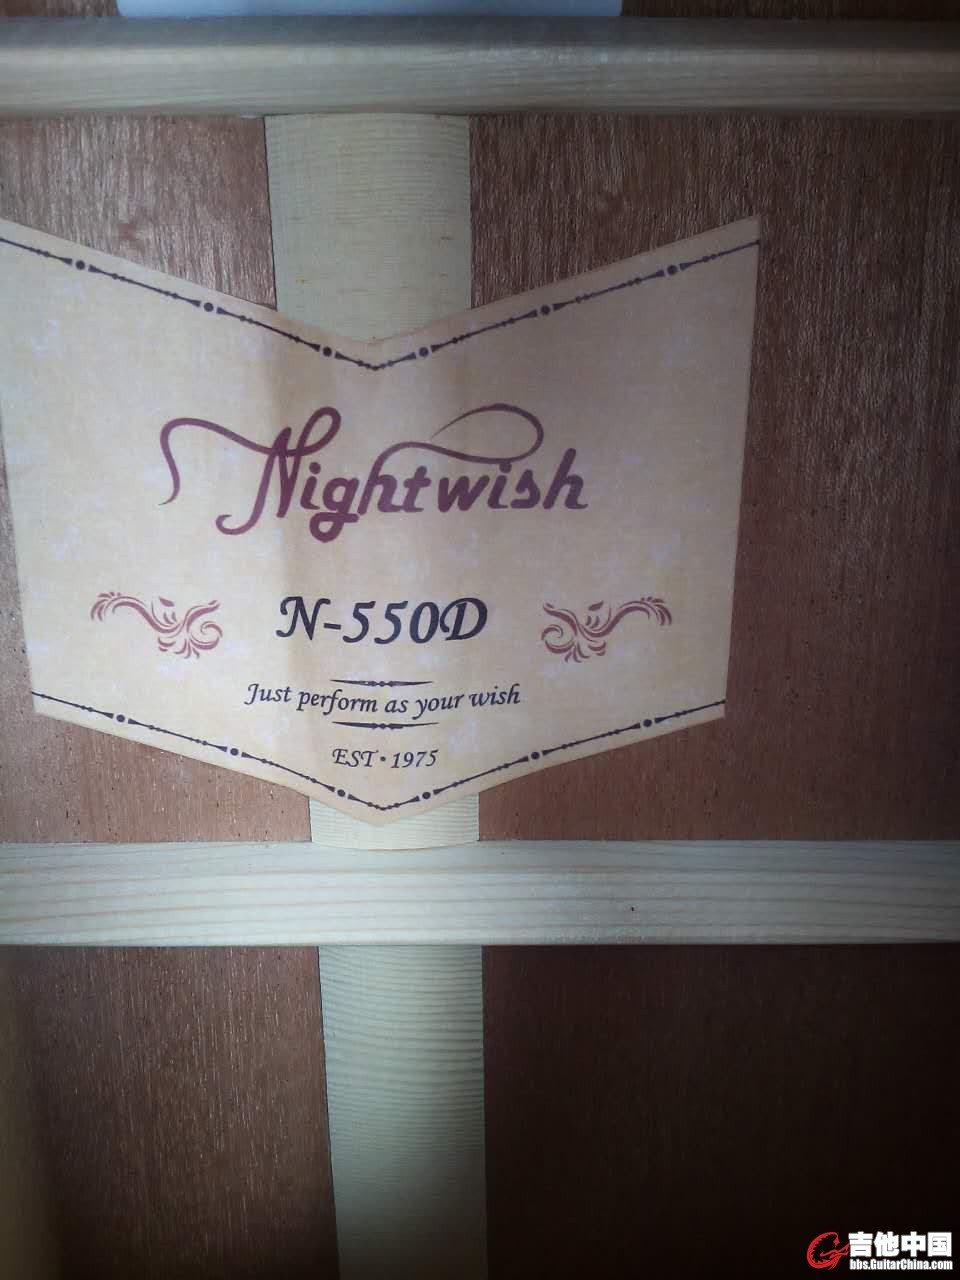 Nightwish
N-550D
Just perform as your wish
EST·1975
吉他中国
bbs.GuitarChina.com